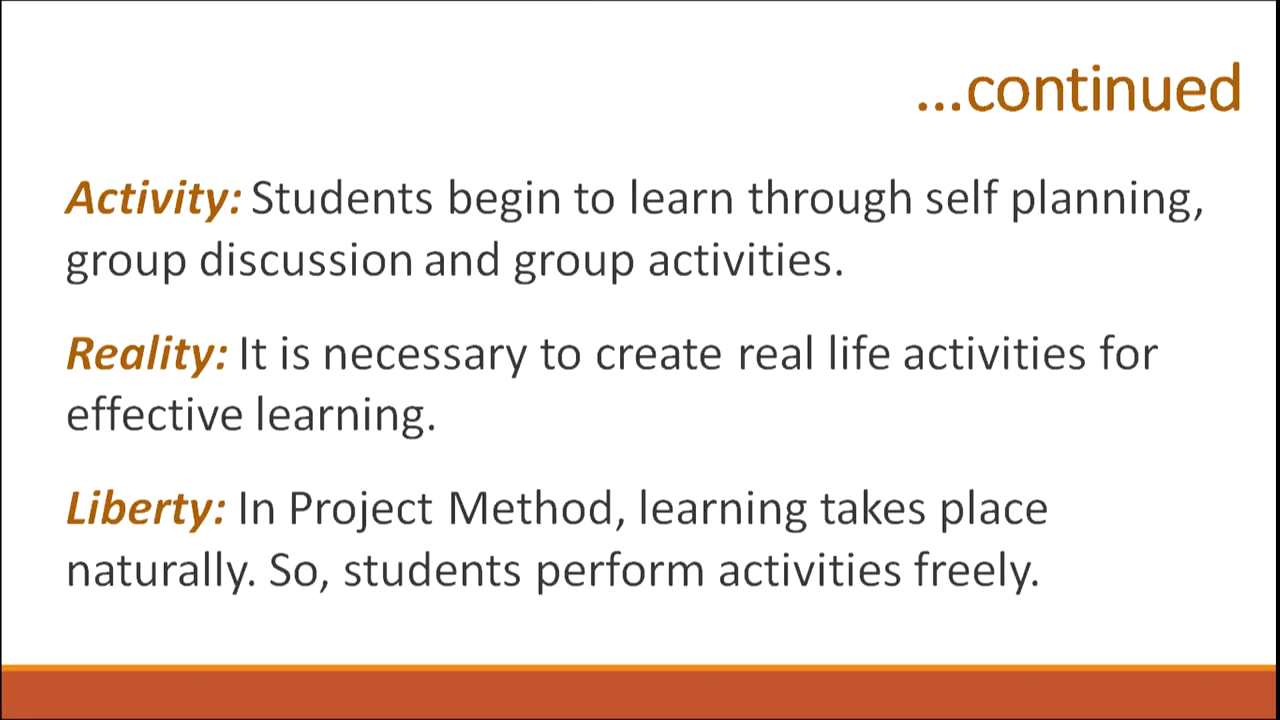 ...continued
Activity: Students begin to learn through self planning,
group discussion and group activities.
Reality: It is necessary to create real life activities for
effective learning.
Liberty: In Project Method, learning takes place
naturally. So, students perform activities freely.